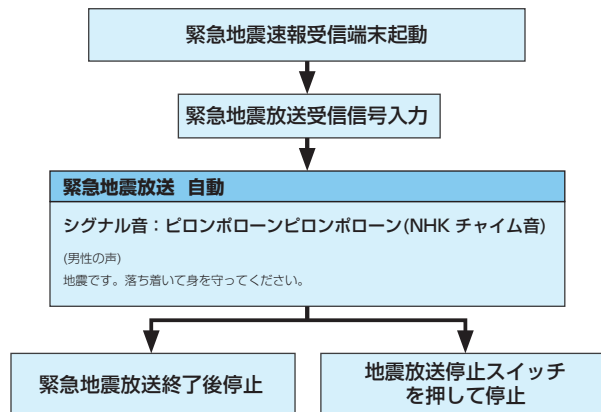 緊急地震速報受信端末起動
緊急地震放送受信信号入力
緊急地震放送 自動
シグナル音：ピロンポローンピロンポローン(NHK チャイム音)
(男性の声)
地震です。落ち着いて身を守ってください。
緊急地震放送終了後停止
地震放送停止スイッチ
を押して停止